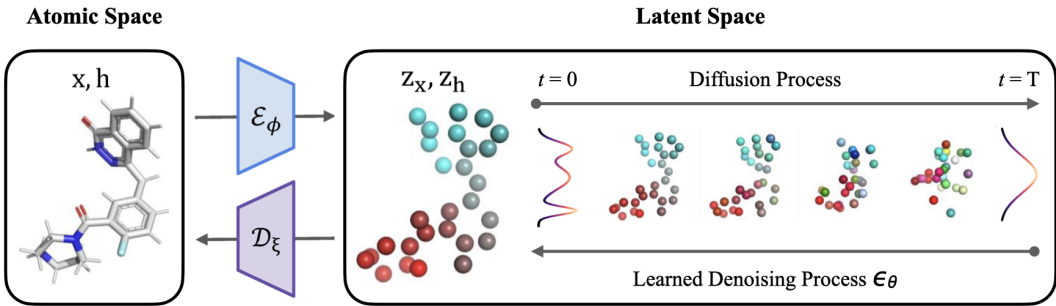 Atomic Space
Latent Space
x, h
ℰ_ϕ
𝒟_ξ
z_x, z_h
t = 0
Diffusion Process
t = T
Learned Denoising Process ϵ_θ